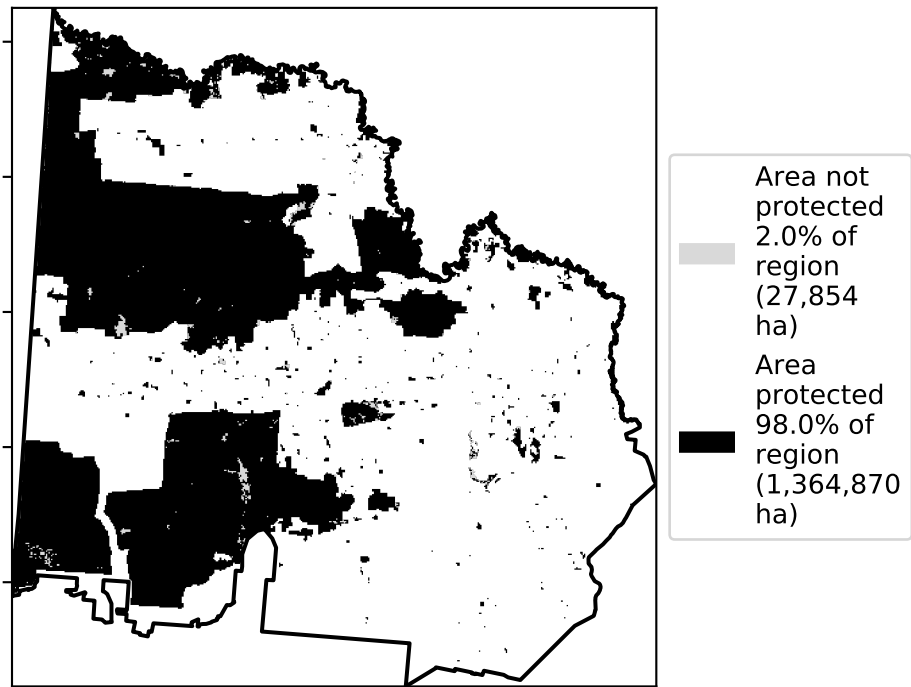 Area not
protected
2.0% of
region
(27,854
ha)
Area
protected
98.0% of
region
(1,364,870
ha)